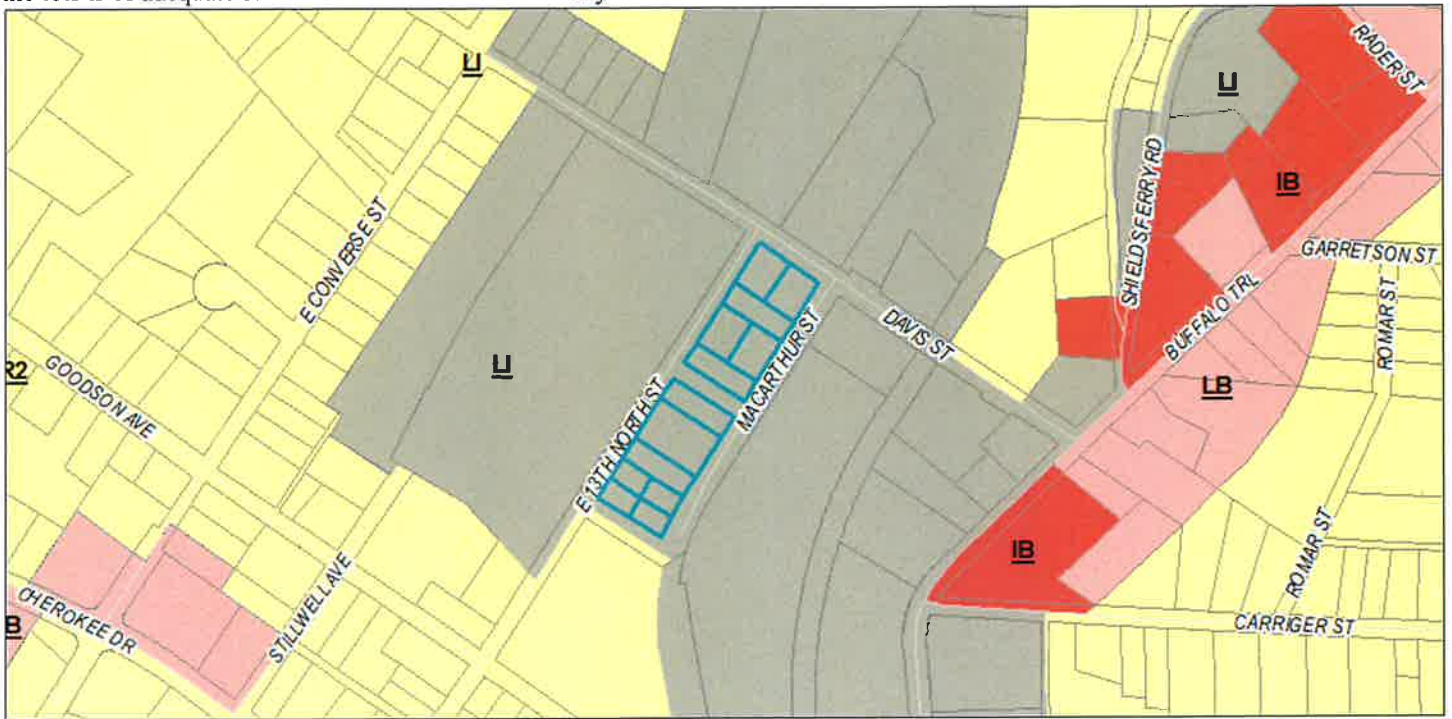 LI
RADER ST
LI
IB
SHIELDS FERRY RD
GARRETSON ST
E CONVERSE ST
BUFFALO TRL
ROMAR ST
DAVIS ST
LI
R2
GOODSON AVE
MACARTHUR ST
LB
E 13TH NORTH ST
IB
ROMAR ST
STILLWELL AVE
CHEROKEE DR
B
CARRIGER ST